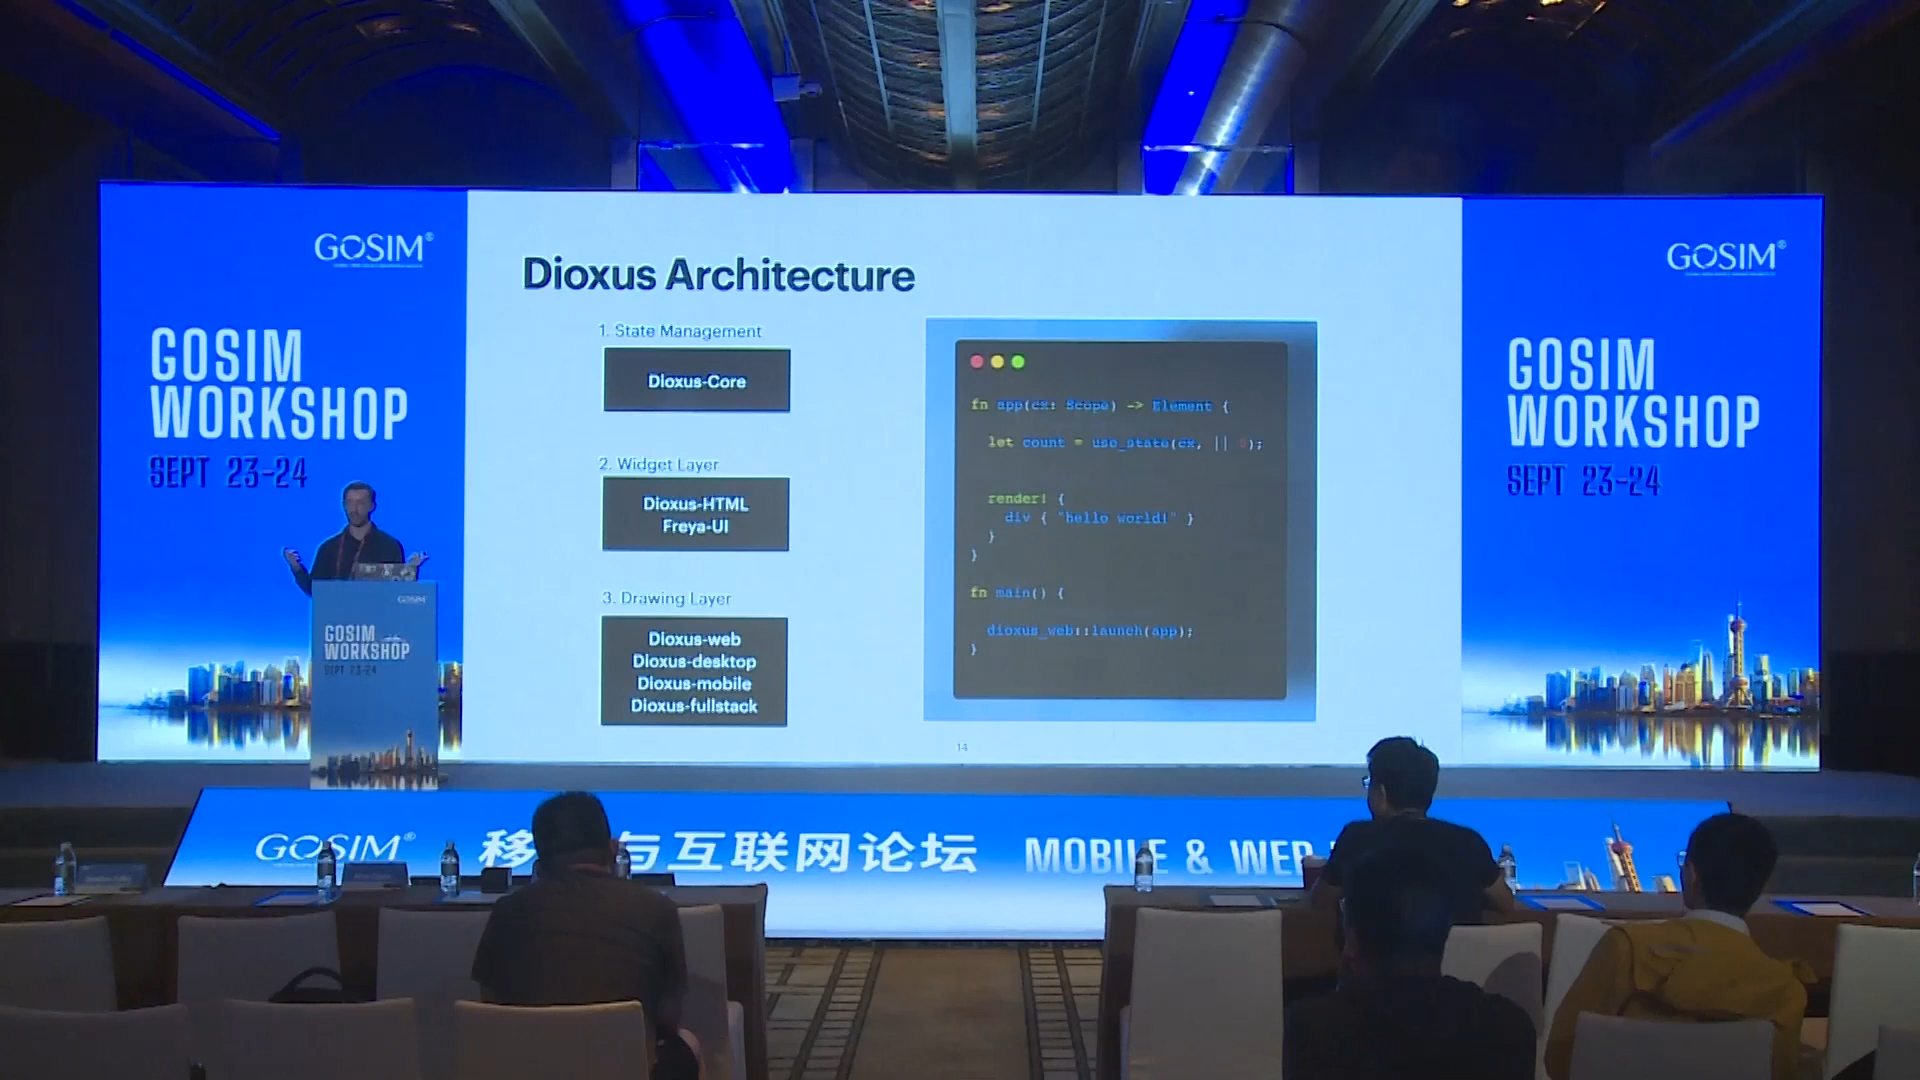 GOSIM®
GOSIM
WORKSHOP
SEPT 23-24
Dioxus Architecture
1. State Management
Dioxus-Core
2. Widget Layer
Dioxus-HTML
Freya-UI
3. Drawing Layer
Dioxus-web
Dioxus-desktop
Dioxus-mobile
Dioxus-fullstack
fn app(cx: Scope) -> Element {
let count = use_state(cx, || 0);
render! {
div { "hello world!" }
}
}
fn main() {
dioxus_web::launch(app);
}
14
GOSIM®
GOSIM
WORKSHOP
SEPT 23-24
GOSIM
GOSIM
WORKSHOP
SEPT 23-24
GOSIM®
移 与互联网论坛 MOBILE & WEB